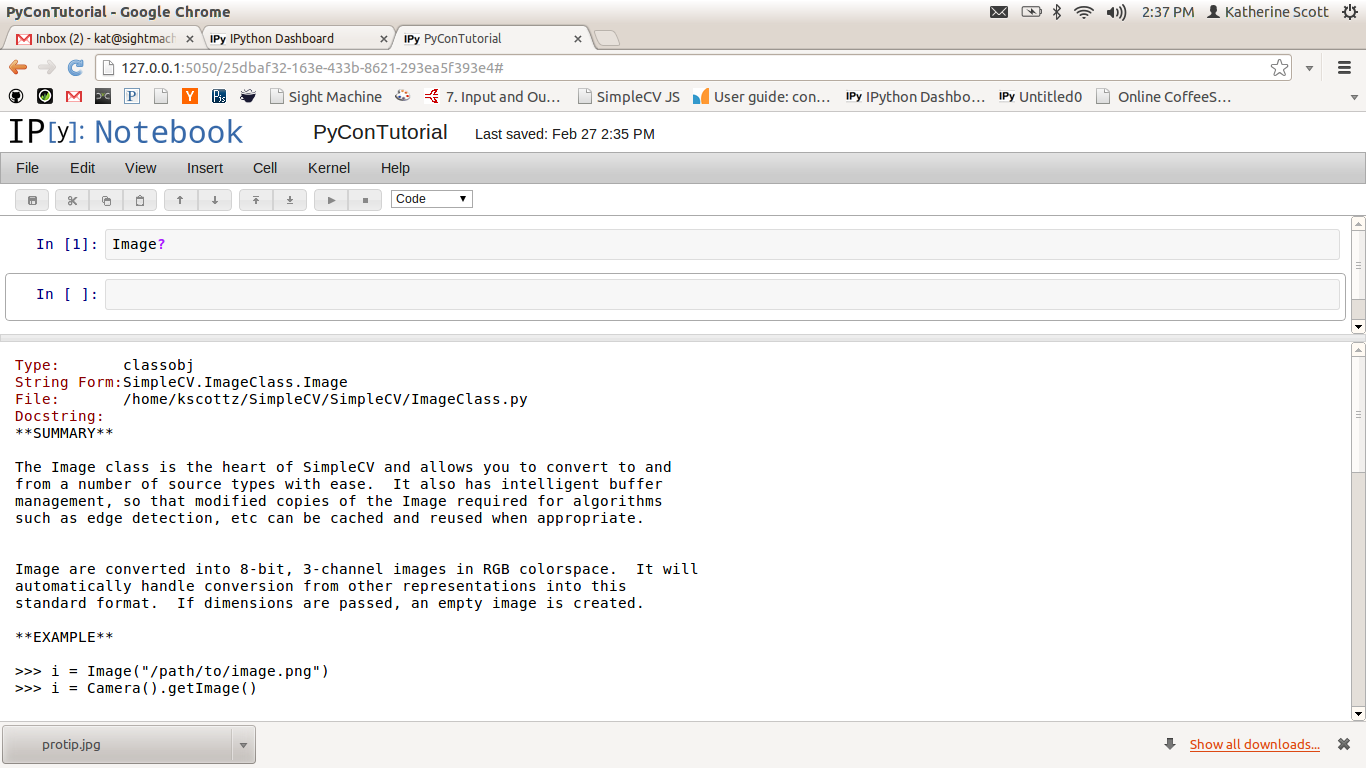 PyConTutorial - Google Chrome
2:37 PM Katherine Scott
Inbox (2) - kat@sightmach
IPy IPython Dashboard
IPy PyConTutorial
127.0.0.1:5050/25dbaf32-163e-433b-8621-293ea5f393e4#
Sight Machine
7. Input and Ou...
SimpleCV JS
User guide: con...
IPy IPython Dashbo...
IPy Untitled0
Online CoffeeS...
IP[y]: Notebook PyConTutorial Last saved: Feb 27 2:35 PM
File Edit View Insert Cell Kernel Help
Code
In [1]: Image?
In [ ]:
Type: classobj
String Form:SimpleCV.ImageClass.Image
File: /home/kscottz/SimpleCV/SimpleCV/ImageClass.py
Docstring:
**SUMMARY**
The Image class is the heart of SimpleCV and allows you to convert to and
from a number of source types with ease.  It also has intelligent buffer
management, so that modified copies of the Image required for algorithms
such as edge detection, etc can be cached and reused when appropriate.
Image are converted into 8-bit, 3-channel images in RGB colorspace.  It will
automatically handle conversion from other representations into this
standard format.  If dimensions are passed, an empty image is created.
**EXAMPLE**
>>> i = Image("/path/to/image.png")
>>> i = Camera().getImage()
protip.jpg
Show all downloads...